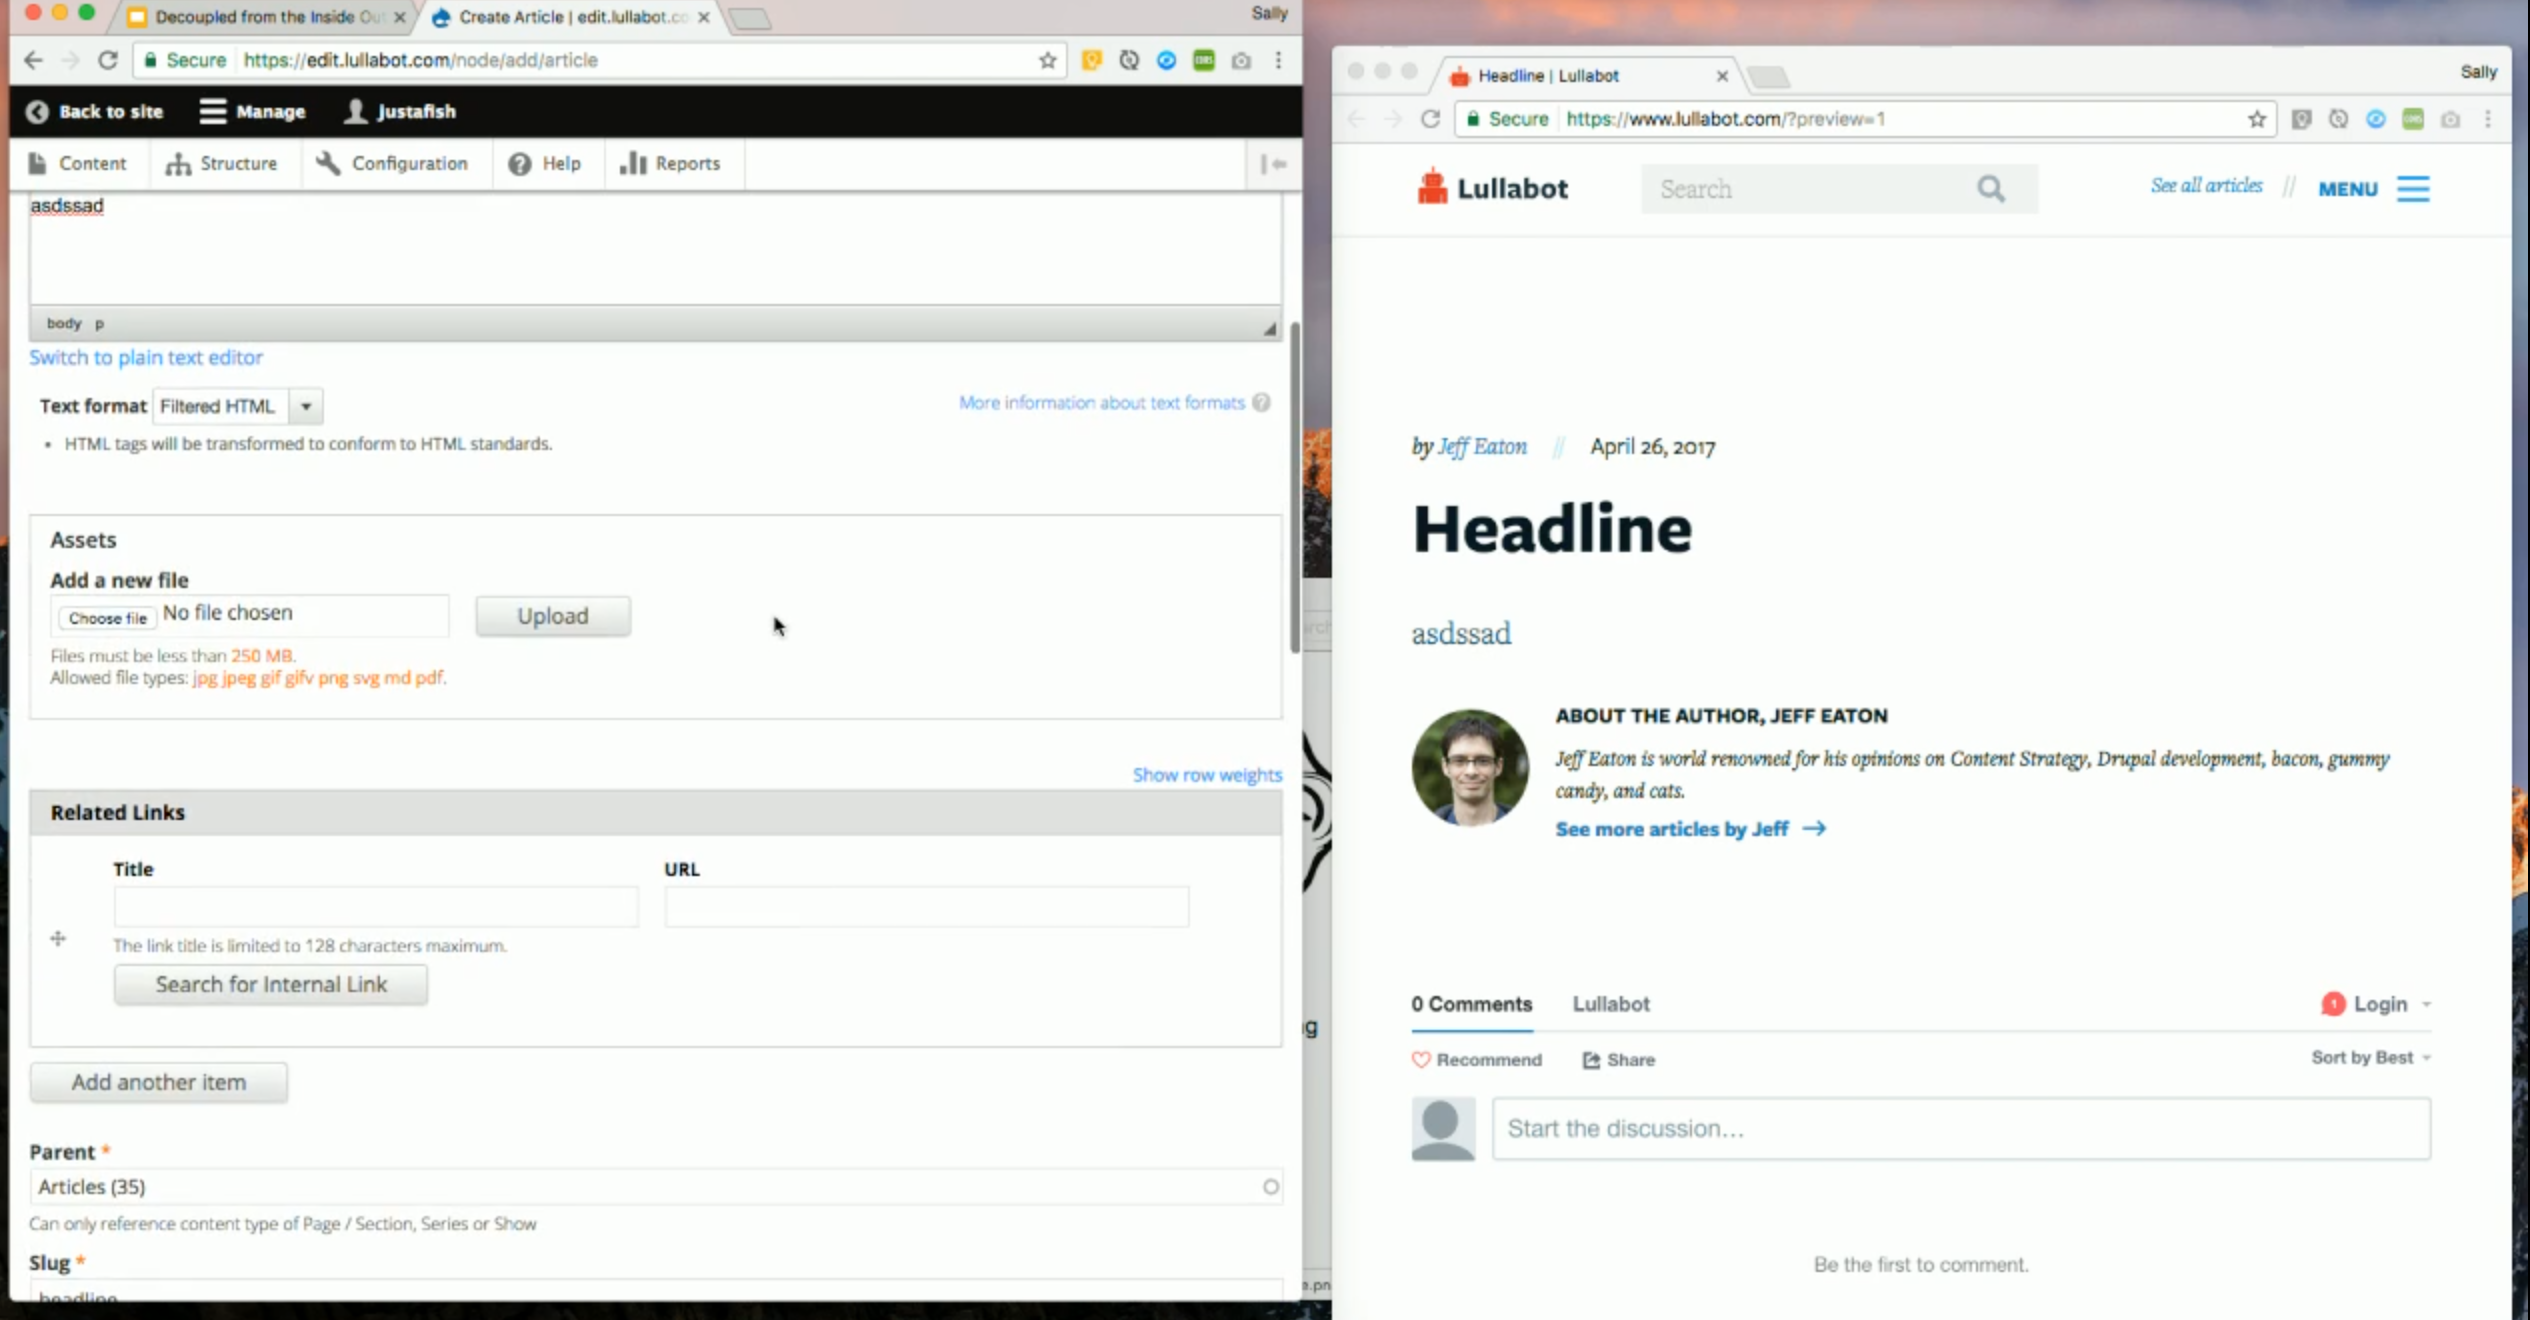 Decoupled from the Inside Ou
Create Article | edit.lullabot.co
Sally
Secure https://edit.lullabot.com/node/add/article
Back to site Manage Justafish
Content Structure Configuration Help Reports
asdssad
body p
Switch to plain text editor
Text format Filtered HTML
More information about text formats ?
• HTML tags will be transformed to conform to HTML standards.
Assets
Add a new file
Choose file No file chosen Upload
Files must be less than 250 MB.
Allowed file types: jpg jpeg gif gifv png svg md pdf.
Show row weights
Related Links
Title URL
The link title is limited to 128 characters maximum.
Search for Internal Link
Add another item
Parent *
Articles (35)
Can only reference content type of Page / Section, Series or Show
Slug *
headline
Headline | Lullabot
Sally
Secure https://www.lullabot.com/?preview=1
Lullabot Search See all articles // MENU
by Jeff Eaton // April 26, 2017
Headline
asdssad
ABOUT THE AUTHOR, JEFF EATON
Jeff Eaton is world renowned for his opinions on Content Strategy, Drupal development, bacon, gummy
candy, and cats.
See more articles by Jeff →
0 Comments Lullabot 1 Login
Recommend Share Sort by Best
Start the discussion...
Be the first to comment.